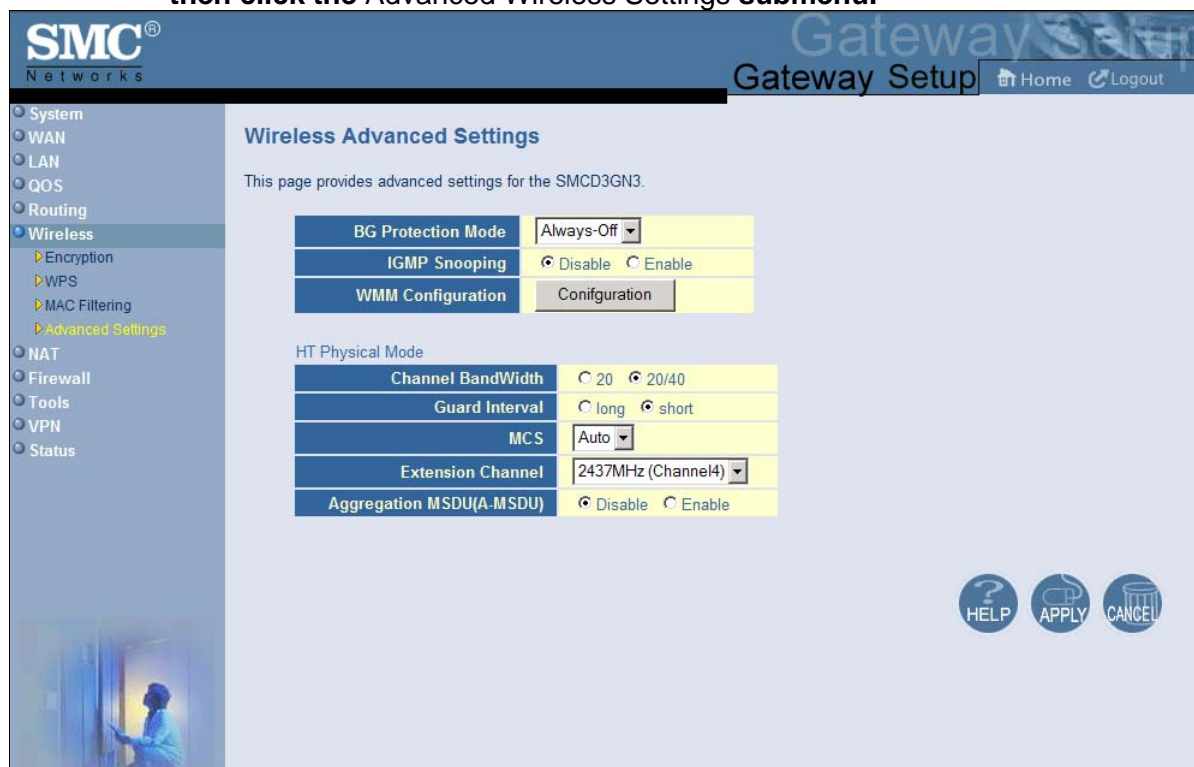 then click the Advanced Wireless Settings submenu.
SMC®
Networks
Gateway Setup
Gateway Setup
Home
Logout
System
WAN
LAN
QOS
Routing
Wireless
Encryption
WPS
MAC Filtering
Advanced Settings
NAT
Firewall
Tools
VPN
Status
Wireless Advanced Settings
This page provides advanced settings for the SMCD3GN3.
BG Protection Mode Always-Off
IGMP Snooping Disable Enable
WMM Configuration Conifguration
HT Physical Mode
Channel BandWidth 20 20/40
Guard Interval long short
MCS Auto
Extension Channel 2437MHz (Channel4)
Aggregation MSDU(A-MSDU) Disable Enable
HELP APPLY CANCEL